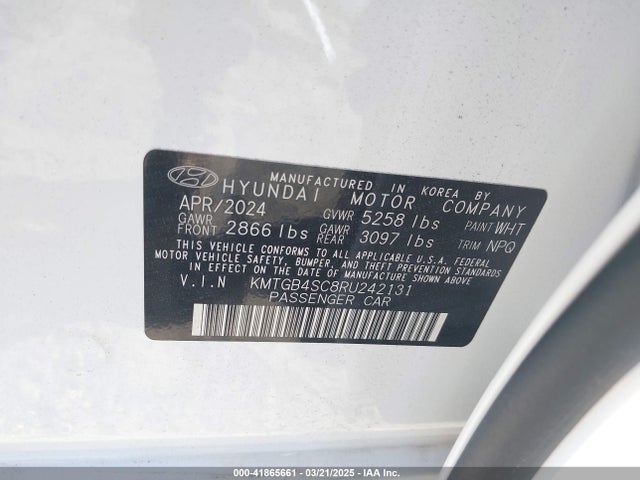 MANUFACTURED IN KOREA BY
HYUNDAI MOTOR COMPANY
APR/2024 GVWR 5258 lbs PAINT WHT
GAWR FRONT 2866 lbs GAWR REAR 3097 lbs TRIM NPQ
THIS VEHICLE CONFORMS TO ALL APPLICABLE U.S.A. FEDERAL
MOTOR VEHICLE SAFETY, BUMPER, AND THEFT PREVENTION
STANDARDS IN EFFECT ON THE DATE OF MANUFACTURE SHOWN ABOVE.
V.I.N KMTGB4SC8RU242131
PASSENGER CAR
000-41865661 | 03/21/2025 | IAA Inc.